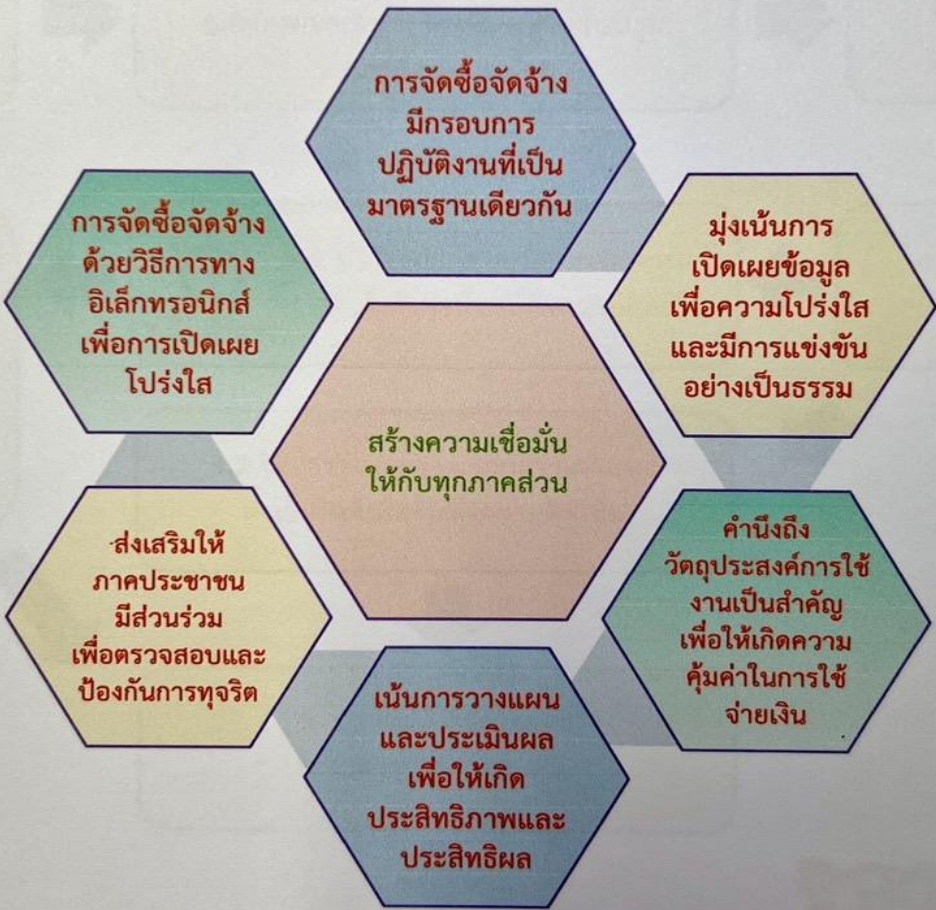 การจัดซื้อจัดจ้าง
มีกรอบการ
ปฏิบัติงานที่เป็น
มาตรฐานเดียวกัน
มุ่งเน้นการ
เปิดเผยข้อมูล
เพื่อความโปร่งใส
และมีการแข่งขัน
อย่างเป็นธรรม
คำนึงถึง
วัตถุประสงค์การใช้
งานเป็นสำคัญ
เพื่อให้เกิดความ
คุ้มค่าในการใช้
จ่ายเงิน
เน้นการวางแผน
และประเมินผล
เพื่อให้เกิด
ประสิทธิภาพและ
ประสิทธิผล
ส่งเสริมให้
ภาคประชาชน
มีส่วนร่วม
เพื่อตรวจสอบและ
ป้องกันการทุจริต
การจัดซื้อจัดจ้าง
ด้วยวิธีการทาง
อิเล็กทรอนิกส์
เพื่อการเปิดเผย
โปร่งใส
สร้างความเชื่อมั่น
ให้กับทุกภาคส่วน